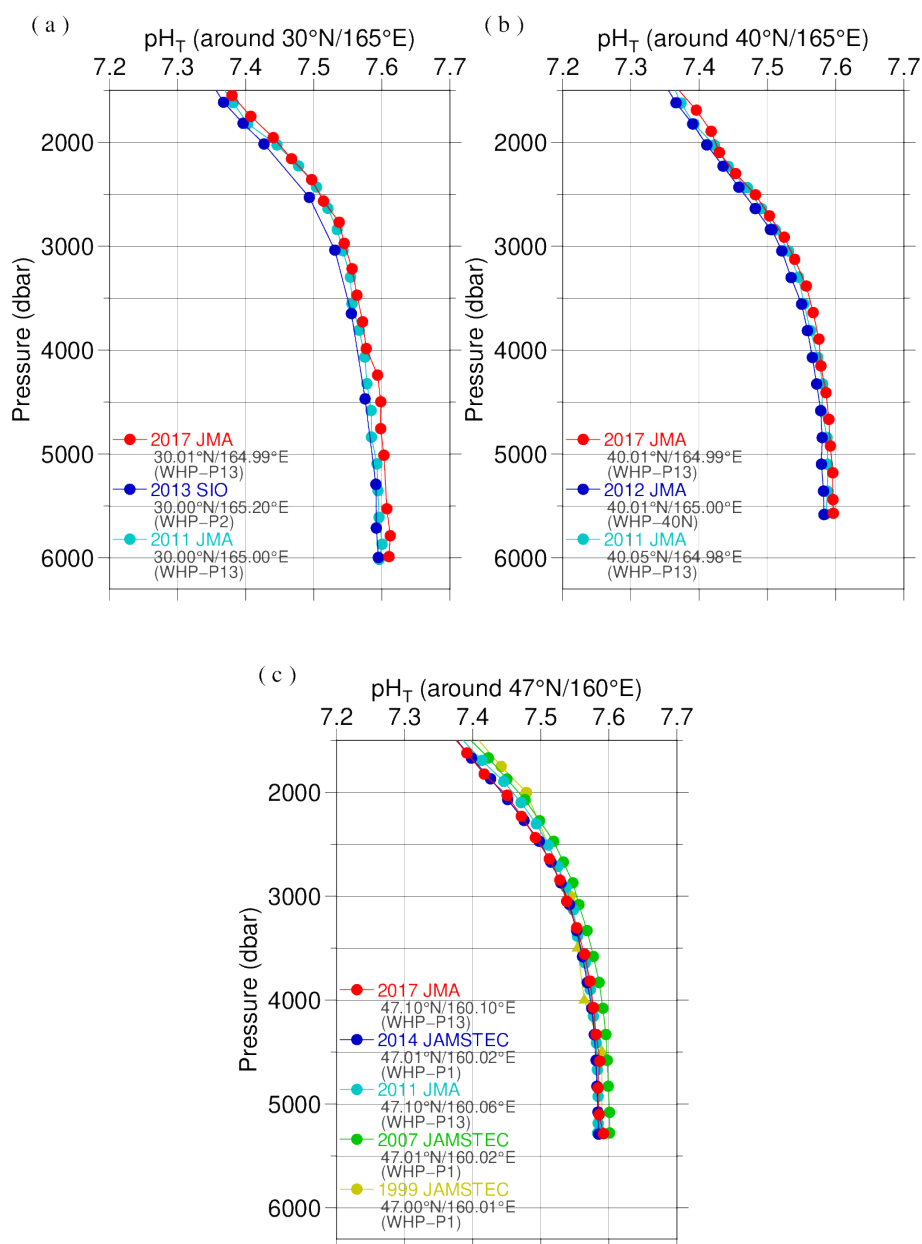 ( a )
pH_T (around 30°N/165°E)
7.2 7.3 7.4 7.5 7.6 7.7
Pressure (dbar)
2000
3000
4000
5000
6000
2017 JMA
30.01°N/164.99°E
(WHP−P13)
2013 SIO
30.00°N/165.20°E
(WHP−P2)
2011 JMA
30.00°N/165.00°E
(WHP−P13)
( b )
pH_T (around 40°N/165°E)
7.2 7.3 7.4 7.5 7.6 7.7
Pressure (dbar)
2000
3000
4000
5000
6000
2017 JMA
40.01°N/164.99°E
(WHP−P13)
2012 JMA
40.01°N/165.00°E
(WHP−40N)
2011 JMA
40.05°N/164.98°E
(WHP−P13)
( c )
pH_T (around 47°N/160°E)
7.2 7.3 7.4 7.5 7.6 7.7
Pressure (dbar)
2000
3000
4000
5000
6000
2017 JMA
47.10°N/160.10°E
(WHP−P13)
2014 JAMSTEC
47.01°N/160.02°E
(WHP−P1)
2011 JMA
47.10°N/160.06°E
(WHP−P13)
2007 JAMSTEC
47.01°N/160.02°E
(WHP−P1)
1999 JAMSTEC
47.00°N/160.01°E
(WHP−P1)